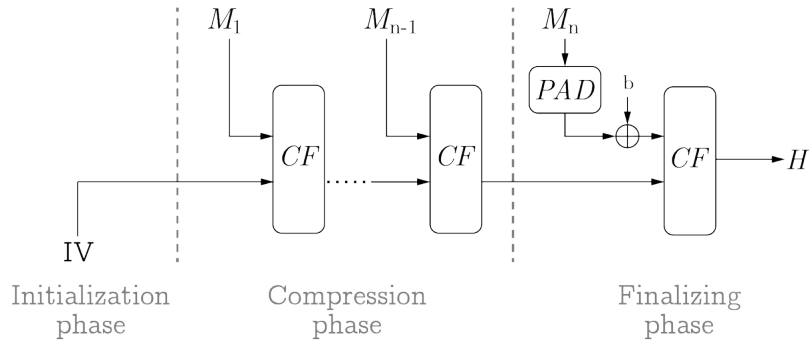 M₁
Mₙ₋₁
Mₙ
PAD
b
CF
CF
CF
H
IV
Initialization
phase
Compression
phase
Finalizing
phase